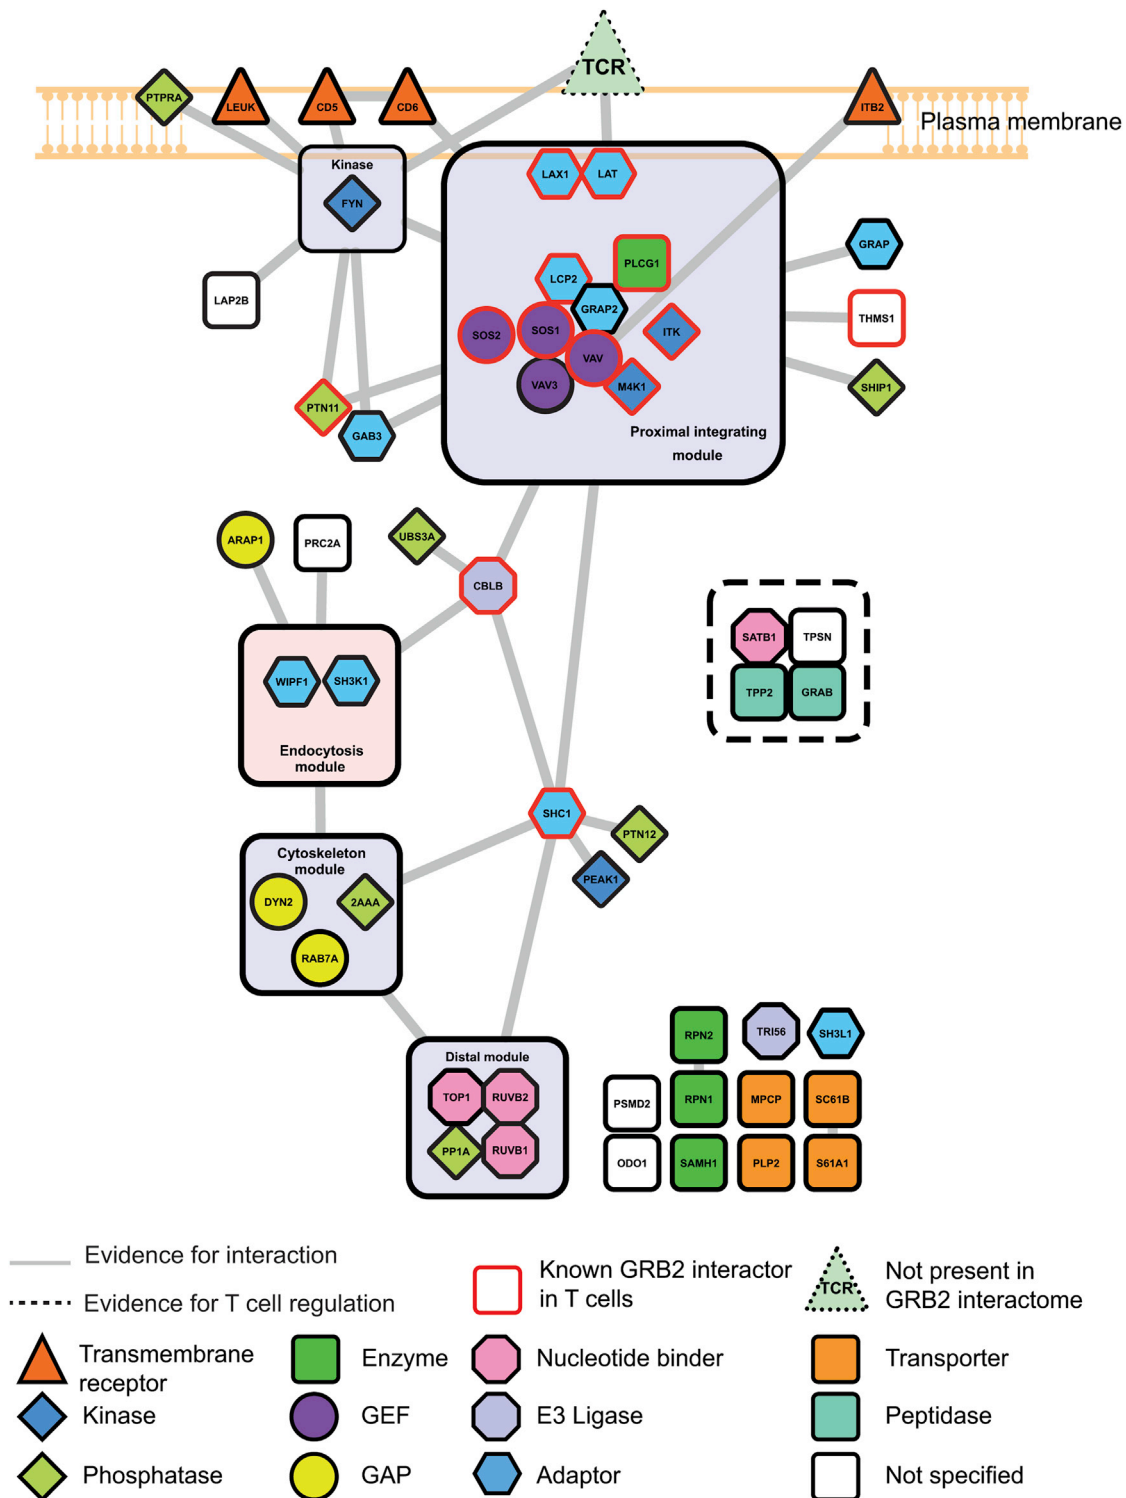 TCR
PTPRA
LEUK
CD5
CD6
ITB2
Plasma membrane
Kinase
FYN
LAX1
LAT
LAP2B
PLCG1
LCP2
GRAP2
SOS2
SOS1
ITK
VAV
VAV3
M4K1
Proximal integrating
module
GRAP
THMS1
SHIP1
PTN11
GAB3
ARAP1
PRC2A
UBS3A
CBLB
SATB1
TPSN
TPP2
GRAB
WIPF1
SH3K1
Endocytosis
module
SHC1
PTN12
PEAK1
Cytoskeleton
module
DYN2
2AAA
RAB7A
Distal module
TOP1
RUVB2
PP1A
RUVB1
RPN2
TRI56
SH3L1
PSMD2
RPN1
MPCP
SC61B
ODO1
SAMH1
PLP2
S61A1
Evidence for interaction
Evidence for T cell regulation
Known GRB2 interactor
in T cells
TCR
Not present in
GRB2 interactome
Transmembrane
receptor
Enzyme
Nucleotide binder
Transporter
Kinase
GEF
E3 Ligase
Peptidase
Phosphatase
GAP
Adaptor
Not specified